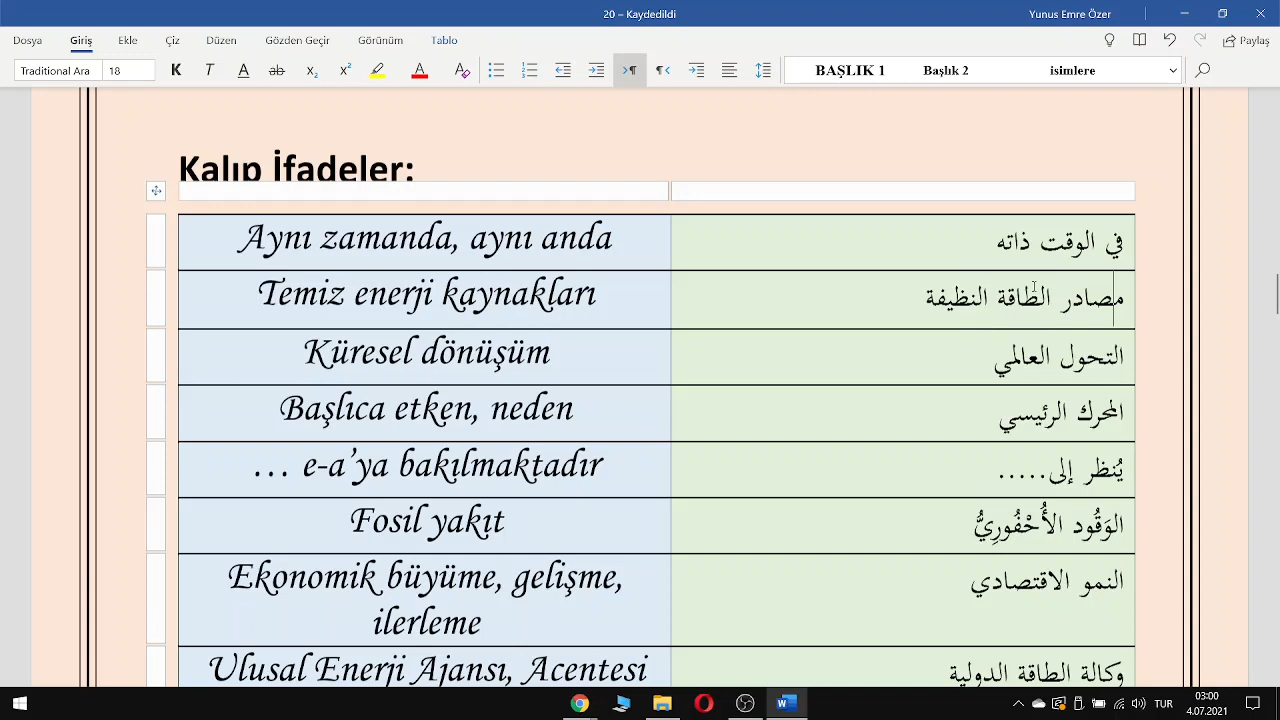 20 – Kaydedildi
Yunus Emre Özer
Dosya Giriş Ekle Çiz Düzen Gözden Geçir Görünüm Tablo
Paylaş
Traditional Ara 18 K T A ab x₂ x² A A
BAŞLIK 1 Başlık 2 isimlere
Kalıp İfadeler:
Aynı zamanda, aynı anda في الوقت ذاته
Temiz enerji kaynakları مصادر الطاقة النظيفة
Küresel dönüşüm التحول العالمي
Başlıca etken, neden المحرك الرئيسي
… e-a’ya bakılmaktadır يُنظر إلى.....
Fosil yakıt الوَقُود الأُحْفُورِيُّ
Ekonomik büyüme, gelişme, النمو الاقتصادي
ilerleme
Ulusal Enerji Ajansı, Acentesi وكالة الطاقة الدولية
TUR
03:00
4.07.2021